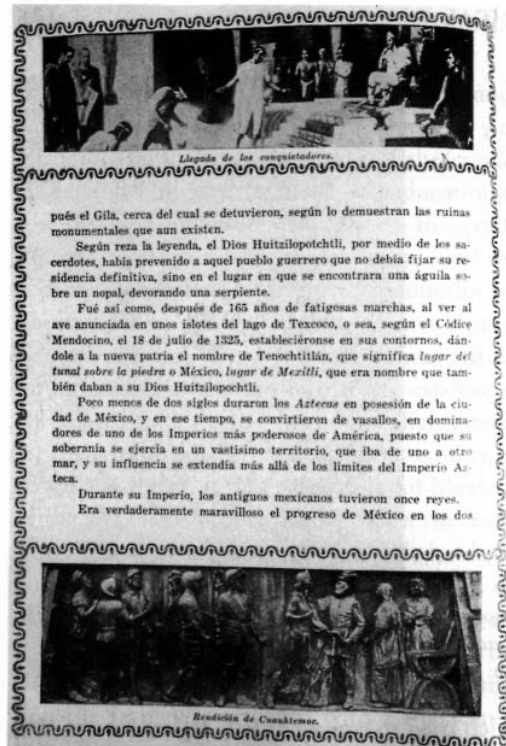 Llegada de los conquistadores.
pués el Gila, cerca del cual se detuvieron, según lo demuestran las ruinas
monumentales que aun existen.
Según reza la leyenda, el Dios Huitzilopotchtli, por medio de los sa-
cerdotes, había prevenido a aquel pueblo guerrero que no debía fijar su re-
sidencia definitiva, sino en el lugar en que se encontrara una águila so-
bre un nopal, devorando una serpiente.
Fué así como, después de 165 años de fatigosas marchas, al ver al
ave anunciada en unos islotes del lago de Texcoco, o sea, según el Códice
Mendocino, el 18 de julio de 1325, estableciéronse en sus contornos, dán-
dole a la nueva patria el nombre de Tenochtitlán, que significa lugar del
tunal sobre la piedra o México, lugar de Mexitli, que era nombre que tam-
bién daban a su Dios Huitzilopochtli.
Poco menos de dos siglos duraron los Aztecas en posesión de la ciu-
dad de México, y en ese tiempo, se convirtieron de vasallos, en domina-
dores de uno de los Imperios más poderosos de América, puesto que su
soberanía se ejercía en un vastísimo territorio, que iba de uno a otro
mar, y su influencia se extendía más allá de los límites del Imperio Az-
teca.
Durante su Imperio, los antiguos mexicanos tuvieron once reyes.
Era verdaderamente maravilloso el progreso de México en los dos
Rendición de Cuauhtemoc.